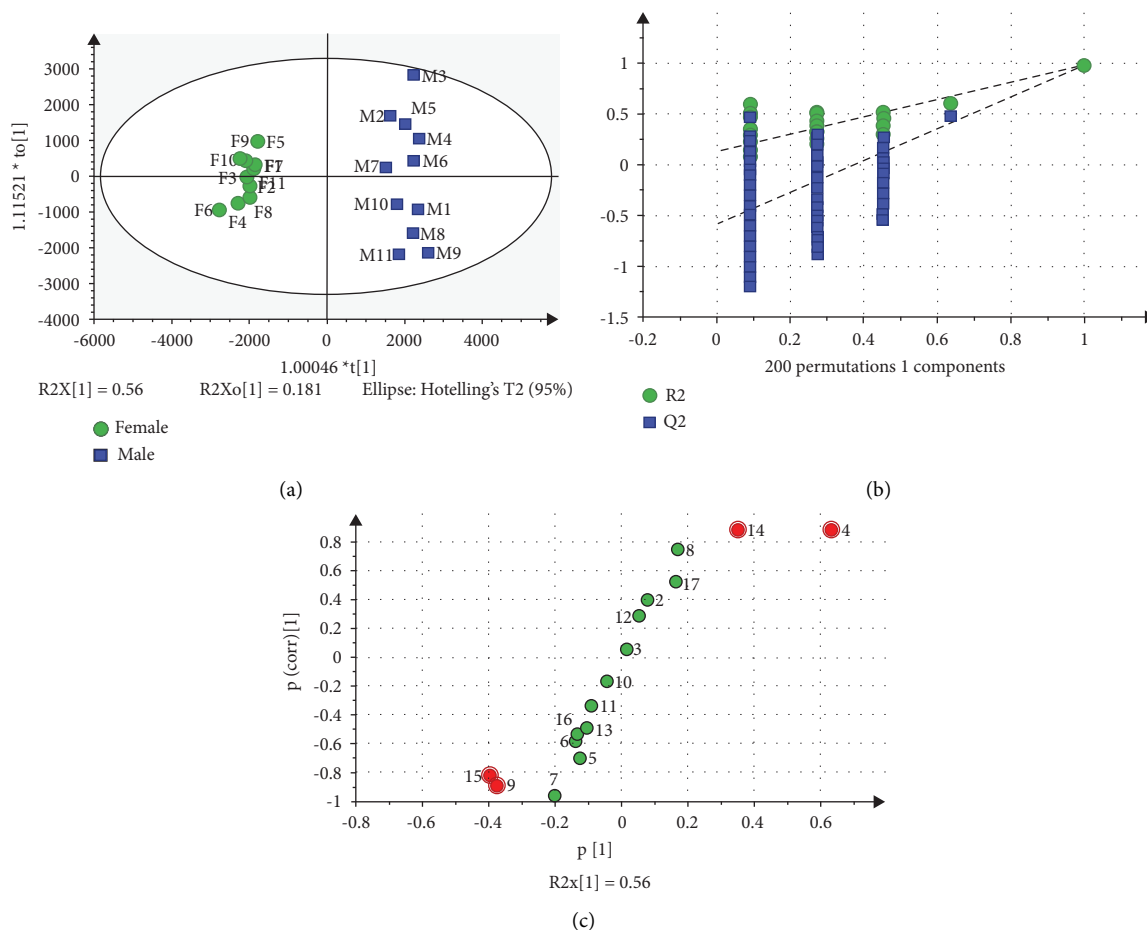 3000
2000
1000
0
-1000
-2000
-3000
-4000
1.11521 * to[1]
-6000 -4000 -2000 0 2000 4000
1.00046 *t[1]
M3
M2 M5
M4
M6
M7
M10 M1
M8
M11 M9
F9 F5
F10 F1
F3 F11
F2
F6 F4 F8
R2X[1] = 0.56 R2Xo[1] = 0.181 Ellipse: Hotelling's T2 (95%)
Female
Male
(a)
1
0.5
0
-0.5
-1
-1.5
-0.2 0 0.2 0.4 0.6 0.8 1
200 permutations 1 components
R2
Q2
(b)
0.8
0.6
0.4
0.2
0
-0.2
-0.4
-0.6
-0.8
-1
p (corr)[1]
14 4
8
17
2
12
3
10
11
16 13
6
5
15 9 7
-0.8 -0.6 -0.4 -0.2 0 0.2 0.4 0.6
p [1]
R2x[1] = 0.56
(c)